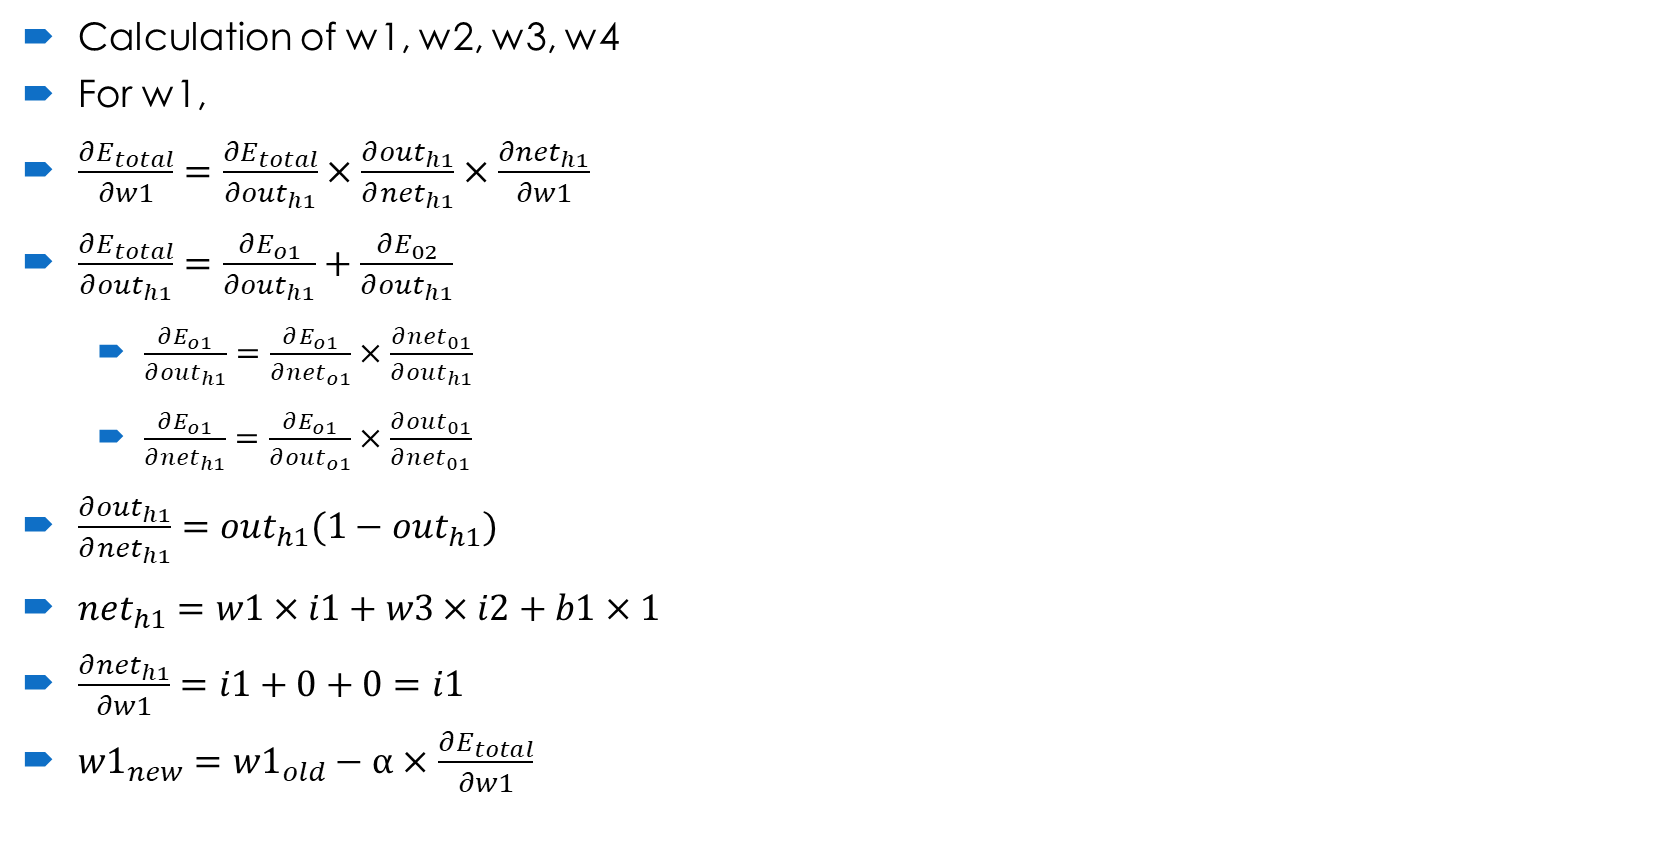 Calculation of w1, w2, w3, w4
For w1,
∂E_total/∂w1 = ∂E_total/∂out_h1 × ∂out_h1/∂net_h1 × ∂net_h1/∂w1
∂E_total/∂out_h1 = ∂E_o1/∂out_h1 + ∂E_02/∂out_h1
∂E_o1/∂out_h1 = ∂E_o1/∂net_o1 × ∂net_01/∂out_h1
∂E_o1/∂net_h1 = ∂E_o1/∂out_o1 × ∂out_01/∂net_01
∂out_h1/∂net_h1 = out_h1(1 − out_h1)
net_h1 = w1 × i1 + w3 × i2 + b1 × 1
∂net_h1/∂w1 = i1 + 0 + 0 = i1
w1_new = w1_old − α × ∂E_total/∂w1